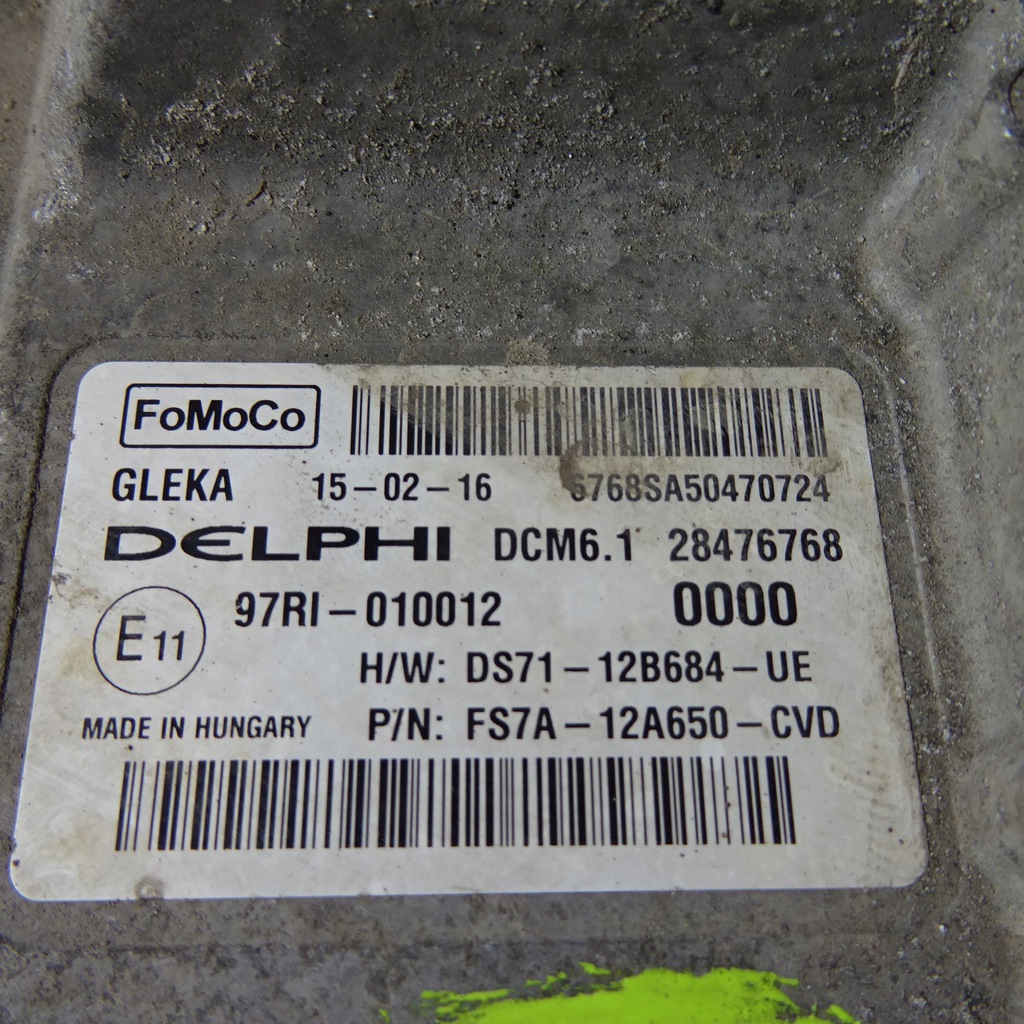 FoMoCo
GLEKA 15-02-16 6768SA50470724
DELPHI DCM6.1 28476768
97RI-010012 0000
E11
H/W: DS71-12B684-UE
MADE IN HUNGARY P/N: FS7A-12A650-CVD